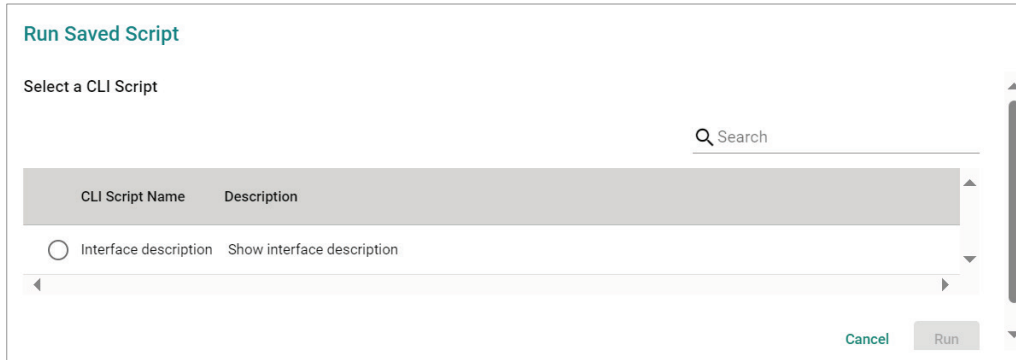 Run Saved Script
Select a CLI Script
Search
CLI Script Name Description
Interface description Show interface description
Cancel Run